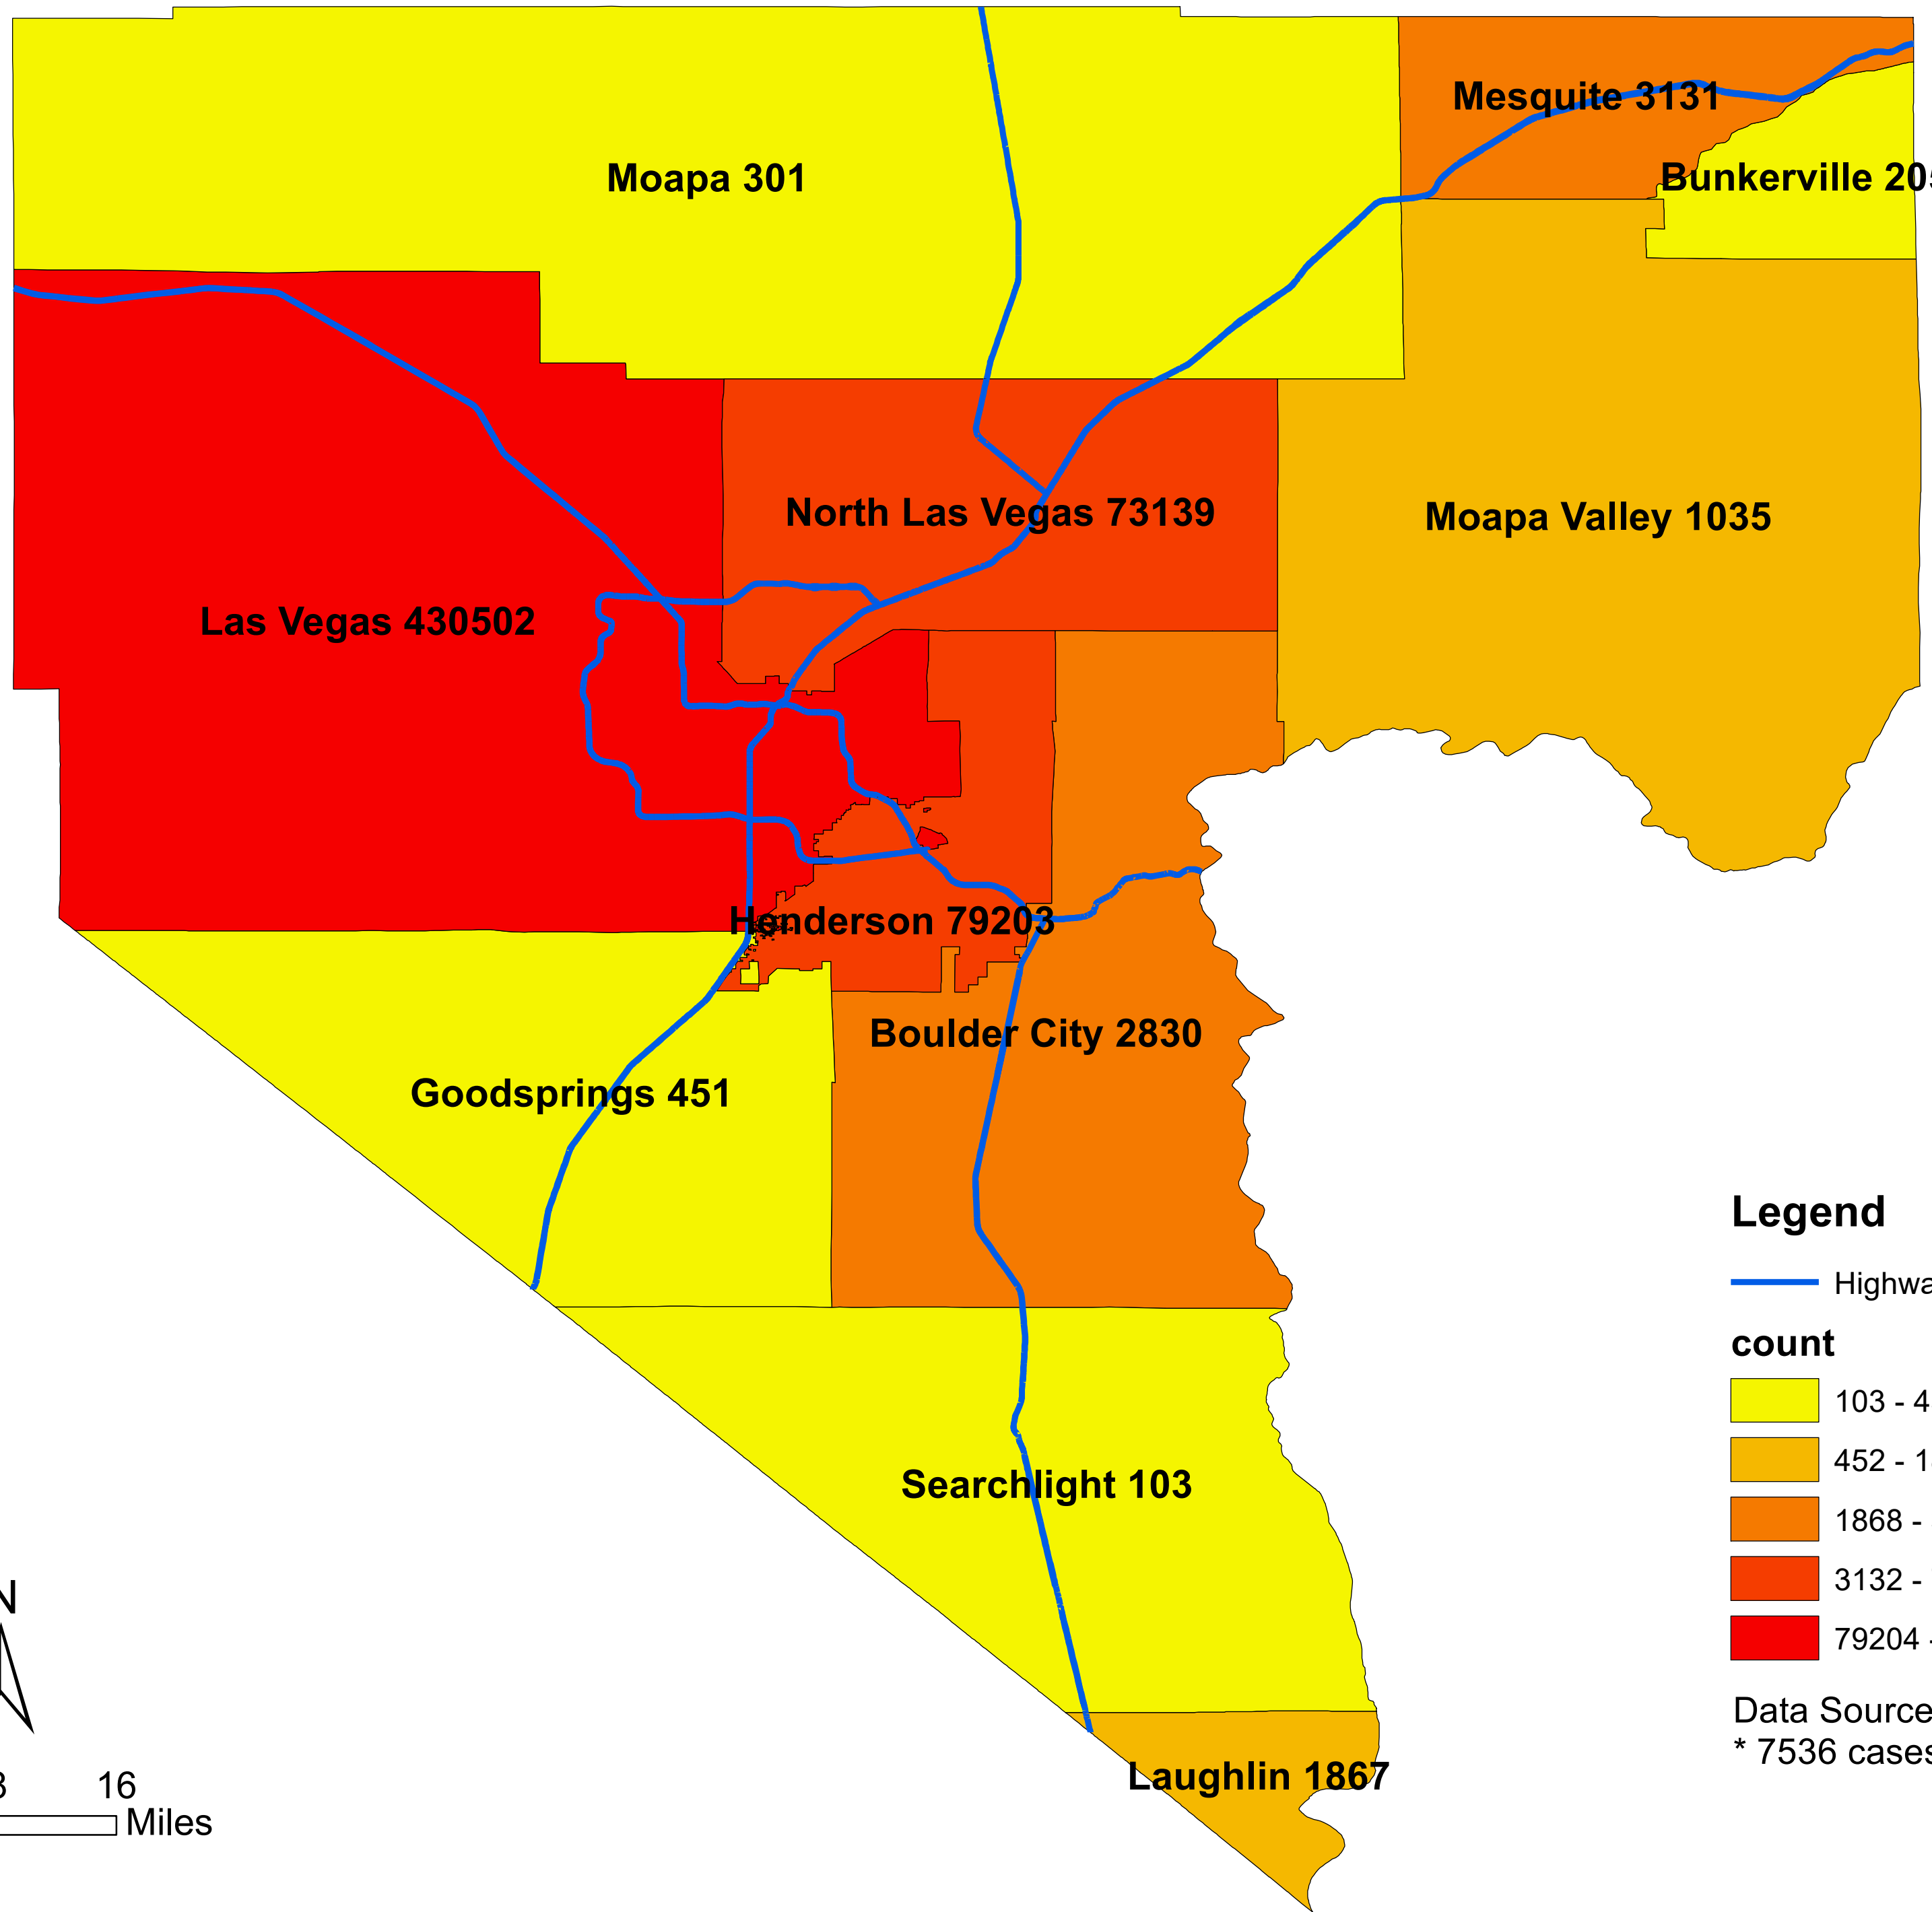 Mesquite 3131
Moapa 301
Bunkerville 205
North Las Vegas 73139
Moapa Valley 1035
Las Vegas 430502
Henderson 79203
Boulder City 2830
Goodsprings 451
Legend
count
103 - 4
452 - 1
1868 -
3132 -
79204 -
Searchlight 103
N
Data Source
* 7536 cases
Laughlin 1867
16
Miles